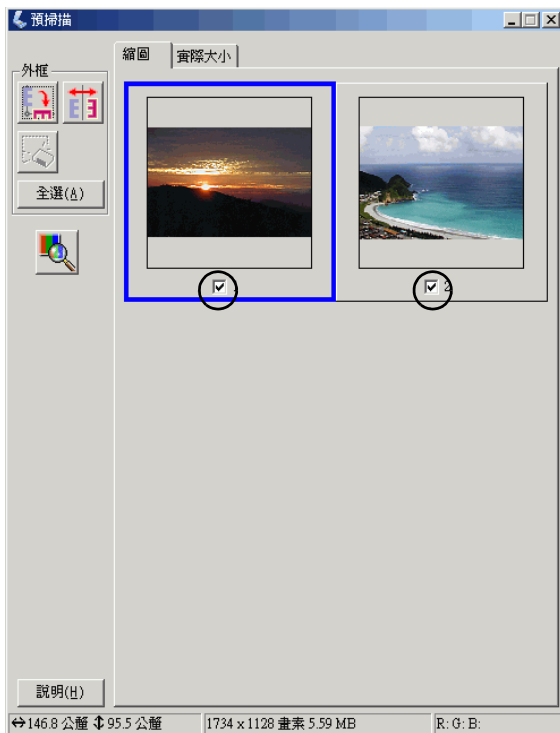 預掃描
縮圖
實際大小
外框
全選(A)
1
2
說明(H)
146.8 公釐 95.5 公釐
1734 x 1128 畫素 5.59 MB
R: G: B: